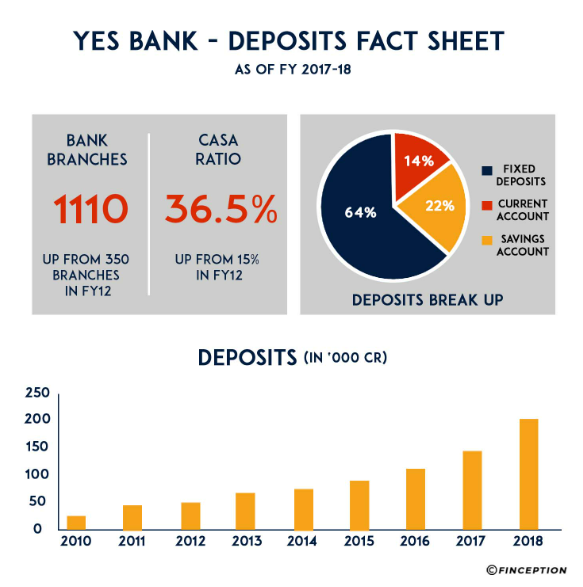 YES BANK - DEPOSITS FACT SHEET
AS OF FY 2017-18
BANK
BRANCHES
1110
UP FROM 350
BRANCHES
IN FY12
CASA
RATIO
36.5%
UP FROM 15%
IN FY12
14%
22%
64%
FIXED
DEPOSITS
CURRENT
ACCOUNT
SAVINGS
ACCOUNT
DEPOSITS BREAK UP
DEPOSITS (IN '000 CR)
250
200
150
100
50
0
2010 2011 2012 2013 2014 2015 2016 2017 2018
©FINCEPTION